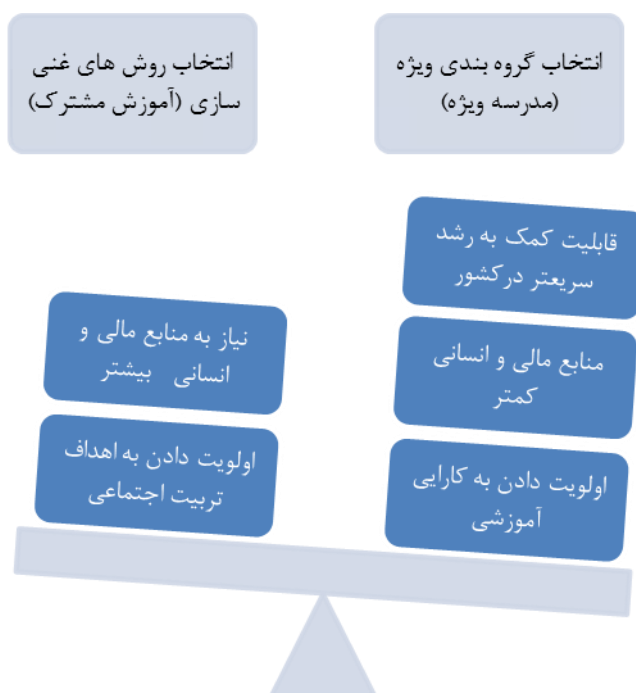 انتخاب گروه بندی ویژه
(مدرسه ویژه)
انتخاب روش های غنی
سازی (آموزش مشترک)
قابلیت کمک به رشد
سریعتر درکشور
منابع مالی و انسانی
کمتر
اولویت دادن به کارایی
آموزشی
نیاز به منابع مالی و
انسانی بیشتر
اولویت دادن به اهداف
تربیت اجتماعی